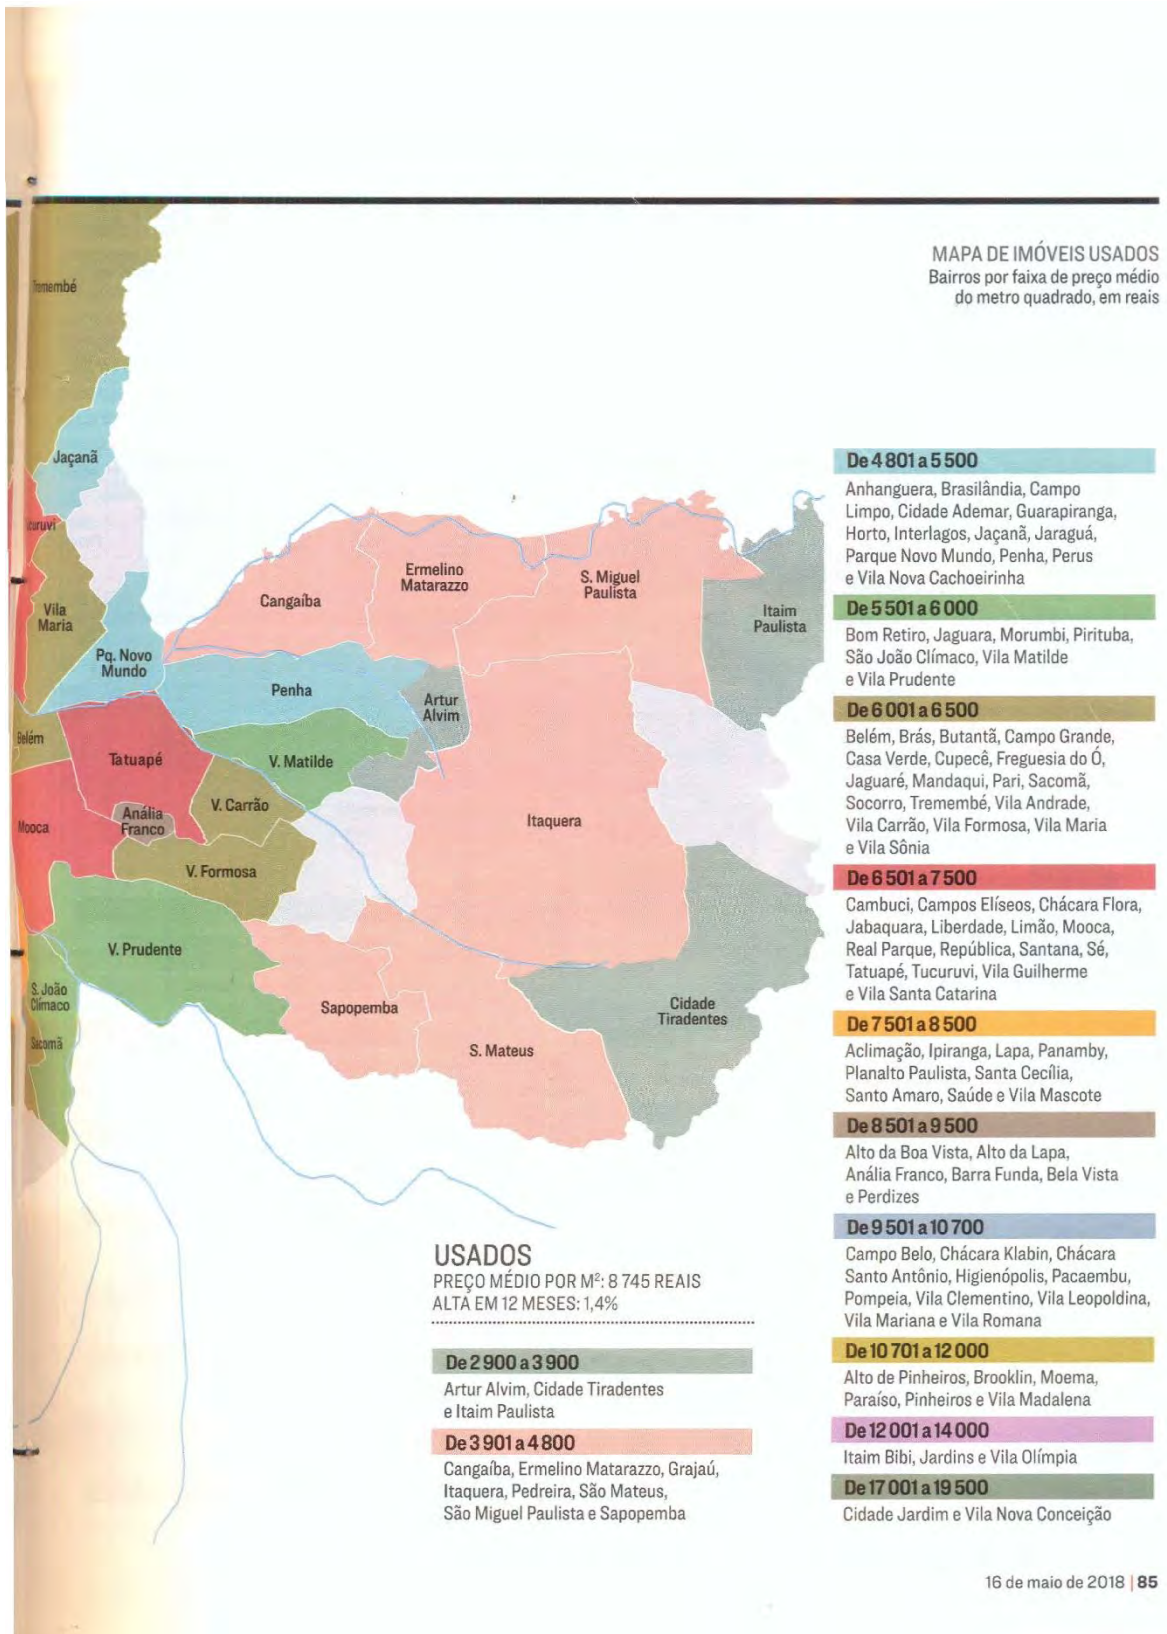 MAPA DE IMÓVEIS USADOS
Bairros por faixa de preço médio
do metro quadrado, em reais
Tremembé
Jaçanã
Tucuruvi
Vila
Maria
Pq. Novo
Mundo
Cangaíba
Ermelino
Matarazzo
S. Miguel
Paulista
Itaim
Paulista
Penha
Artur
Alvim
Belém
Tatuapé
V. Matilde
Mooca
Anália
Franco
V. Carrão
Itaquera
V. Formosa
V. Prudente
S. João
Clímaco
Sacomã
Sapopemba
S. Mateus
Cidade
Tiradentes
USADOS
PREÇO MÉDIO POR M²: 8 745 REAIS
ALTA EM 12 MESES: 1,4%
De 2 900 a 3 900
Artur Alvim, Cidade Tiradentes
e Itaim Paulista
De 3 901 a 4 800
Cangaíba, Ermelino Matarazzo, Grajaú,
Itaquera, Pedreira, São Mateus,
São Miguel Paulista e Sapopemba
De 4 801 a 5 500
Anhanguera, Brasilândia, Campo
Limpo, Cidade Ademar, Guarapiranga,
Horto, Interlagos, Jaçanã, Jaraguá,
Parque Novo Mundo, Penha, Perus
e Vila Nova Cachoeirinha
De 5 501 a 6 000
Bom Retiro, Jaguara, Morumbi, Pirituba,
São João Clímaco, Vila Matilde
e Vila Prudente
De 6 001 a 6 500
Belém, Brás, Butantã, Campo Grande,
Casa Verde, Cupecê, Freguesia do Ó,
Jaguaré, Mandaqui, Pari, Sacomã,
Socorro, Tremembé, Vila Andrade,
Vila Carrão, Vila Formosa, Vila Maria
e Vila Sônia
De 6 501 a 7 500
Cambuci, Campos Elíseos, Chácara Flora,
Jabaquara, Liberdade, Limão, Mooca,
Real Parque, República, Santana, Sé,
Tatuapé, Tucuruvi, Vila Guilherme
e Vila Santa Catarina
De 7 501 a 8 500
Aclimação, Ipiranga, Lapa, Panamby,
Planalto Paulista, Santa Cecília,
Santo Amaro, Saúde e Vila Mascote
De 8 501 a 9 500
Alto da Boa Vista, Alto da Lapa,
Anália Franco, Barra Funda, Bela Vista
e Perdizes
De 9 501 a 10 700
Campo Belo, Chácara Klabin, Chácara
Santo Antônio, Higienópolis, Pacaembu,
Pompeia, Vila Clementino, Vila Leopoldina,
Vila Mariana e Vila Romana
De 10 701 a 12 000
Alto de Pinheiros, Brooklin, Moema,
Paraíso, Pinheiros e Vila Madalena
De 12 001 a 14 000
Itaim Bibi, Jardins e Vila Olímpia
De 17 001 a 19 500
Cidade Jardim e Vila Nova Conceição
16 de maio de 2018 | 85